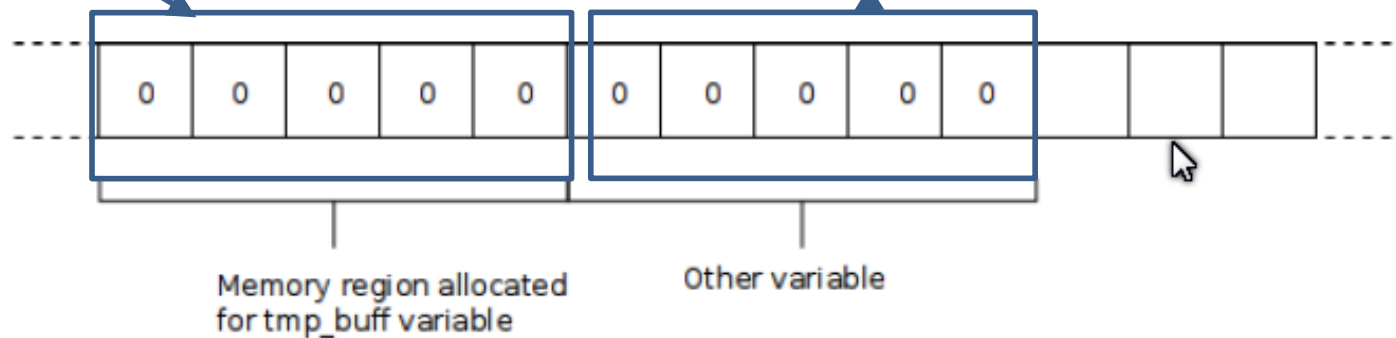 0 0 0 0 0 0 0 0 0 0
Memory region allocated
for tmp_buff variable
Other variable